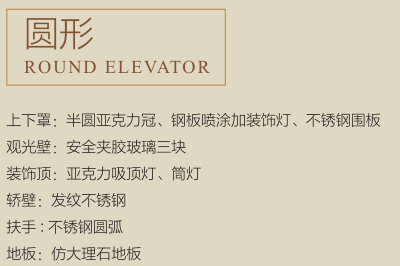 圆形
ROUND ELEVATOR
上下罩：半圆亚克力冠、钢板喷涂加装饰灯、不锈钢围板
观光壁：安全夹胶玻璃三块
装饰顶：亚克力吸顶灯、筒灯
轿壁：发纹不锈钢
扶手：不锈钢圆弧
地板：仿大理石地板